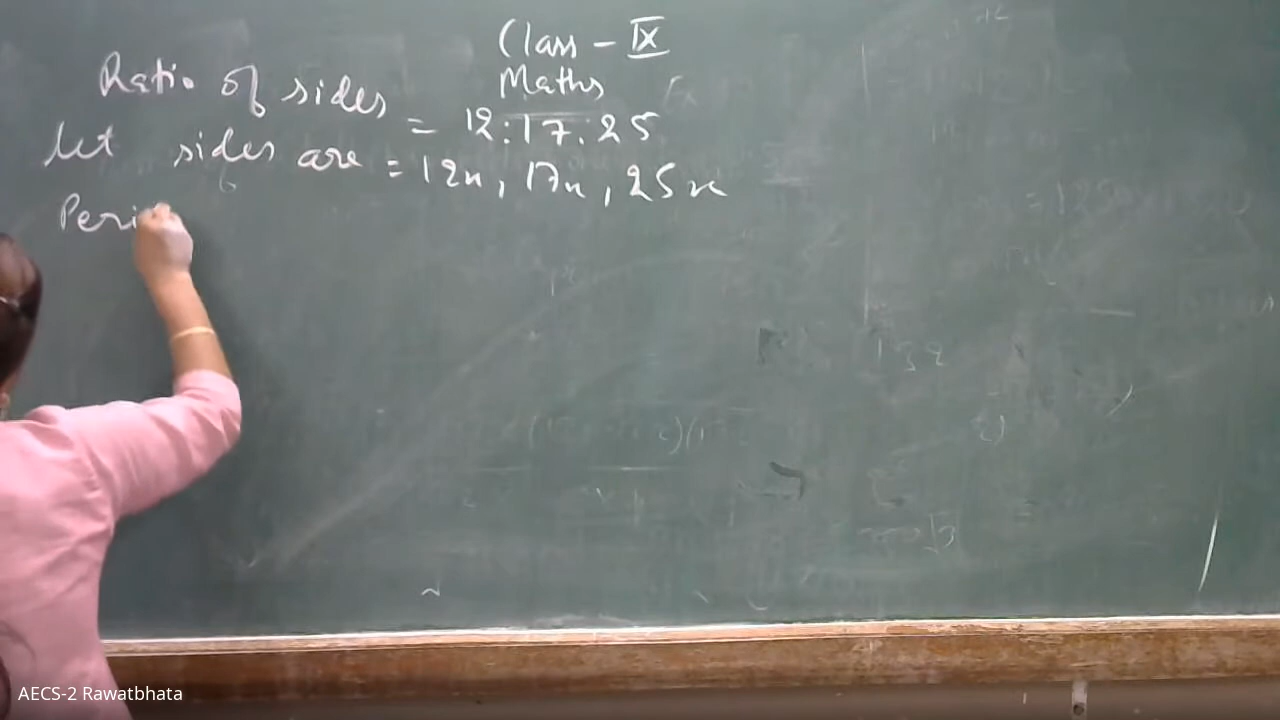 Class - IX
Maths
Ratio of sides = 12:17:25
let sides are = 12x, 17x, 25x
Peri
AECS-2 Rawatbhata